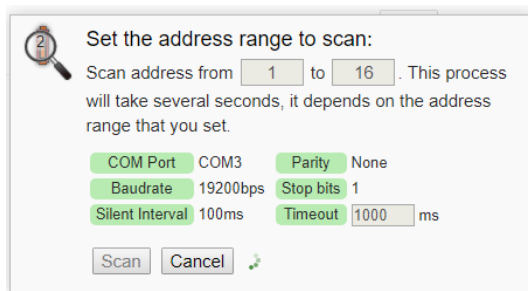 2
Set the address range to scan:
Scan address from 1 to 16 . This process
will take several seconds, it depends on the address
range that you set.
COM Port COM3 Parity None
Baudrate 19200bps Stop bits 1
Silent Interval 100ms Timeout 1000 ms
Scan Cancel